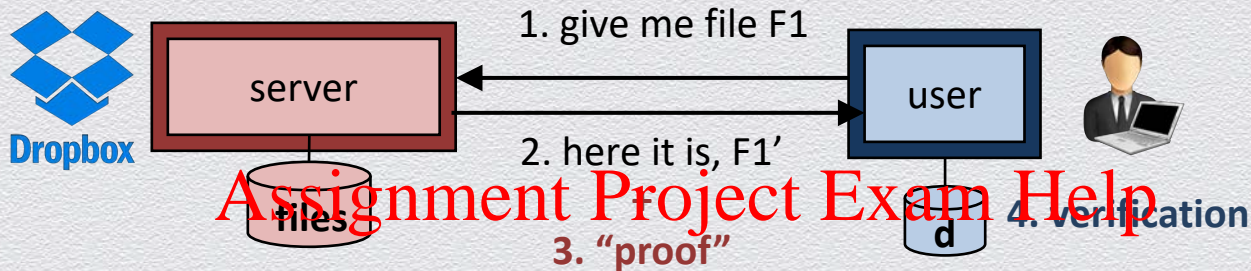 1. give me file F1
server
user
Dropbox
2. here it is, F1’
+
Assignment Project Exam Help
files
d
4. verification
3. “proof”